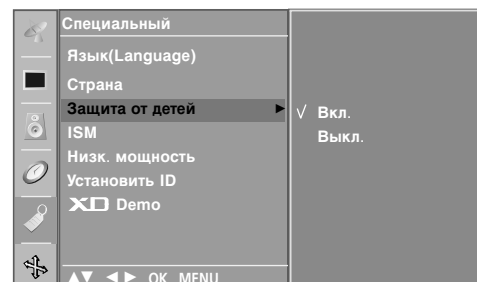 Специальный
Язык(Language)
Страна
Защита от детей ►
√ Вкл.
Выкл.
ISM
Низк. мощность
Установить ID
XD Demo
▲▼ ◄► OK MENU